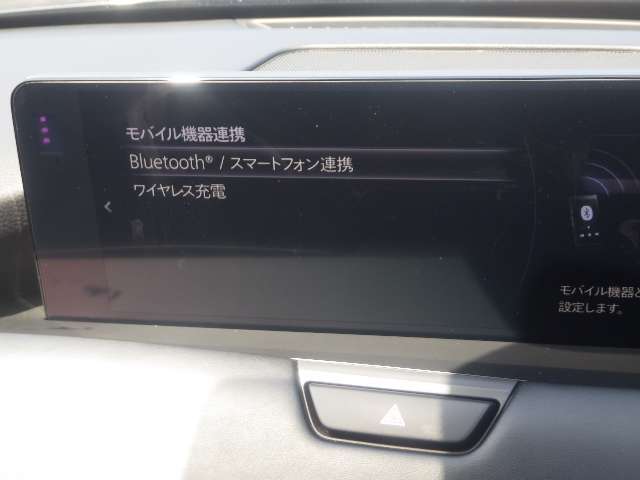 モバイル機器連携
Bluetooth® / スマートフォン連携
ワイヤレス充電
モバイル機器と
設定します。